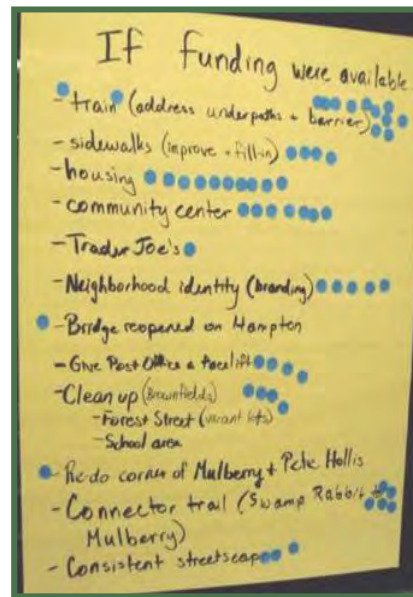 If funding were available
- train (address underpaths + barrier)
- sidewalks (improve + fill-in)
- housing
- community center
- Trader Joe's
- Neighborhood identity (branding)
- Bridge reopened on Hampton
- Give Post Office a facelift
- Clean up (Brownfields)
- Forest Street (vacant lots)
- School area
- Re-do corner of Mulberry + Pete Hollis
- Connector trail (Swamp Rabbit to
Mulberry)
- Consistent streetscape